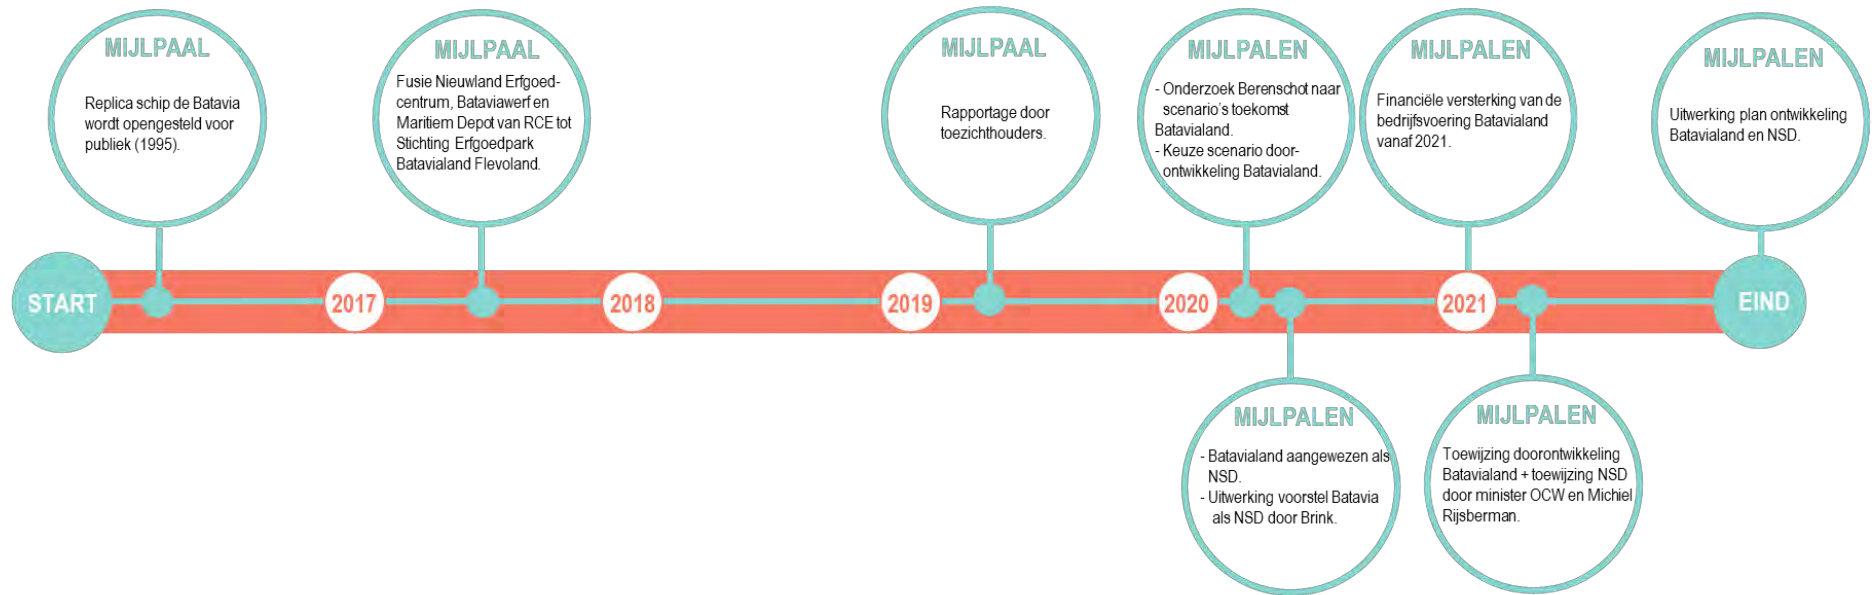 MIJLPAAL
Replica schip de Batavia
wordt opengesteld voor
publiek (1995).
MIJLPAAL
Fusie Nieuwland Erfgoed-
centrum, Bataviawerf en
Maritiem Depot van RCE tot
Stichting Erfgoedpark
Batavialand Flevoland.
MIJLPAAL
Rapportage door
toezichthouders.
MIJLPALEN
- Onderzoek Berenschot naar
scenario's toekomst
Batavialand.
- Keuze scenario door-
ontwikkeling Batavialand.
MIJLPALEN
Financiële versterking van de
bedrijfsvoering Batavialand
vanaf 2021.
MIJLPALEN
Uitwerking plan ontwikkeling
Batavialand en NSD.
START
2017
2018
2019
2020
2021
EIND
MIJLPALEN
- Batavialand aangewezen als
NSD.
- Uitwerking voorstel Batavia
als NSD door Brink.
MIJLPALEN
Toewijzing doorontwikkeling
Batavialand + toewijzing NSD
door minister OCW en Michiel
Rijsberman.